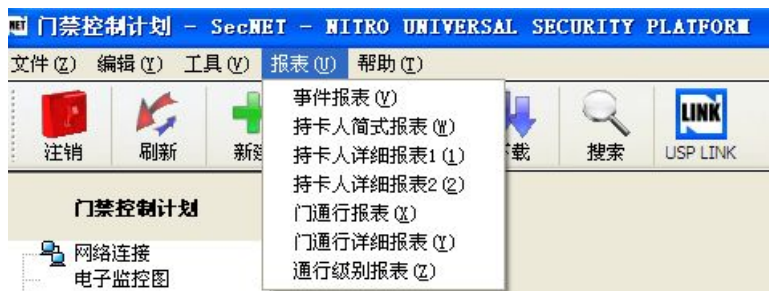 门禁控制计划 - SecNET - NITRO UNIVERSAL SECURITY PLATFORM
文件(Z) 编辑(Y) 工具(V) 报表(U) 帮助(T)
事件报表(V)
持卡人简式报表(W)
注销 刷新 新建 下载 搜索 USP LINK
LINK
持卡人详细报表1(1)
持卡人详细报表2(2)
门禁控制计划
门通行报表(X)
门通行详细报表(Y)
网络连接
通行级别报表(Z)
电子监控图